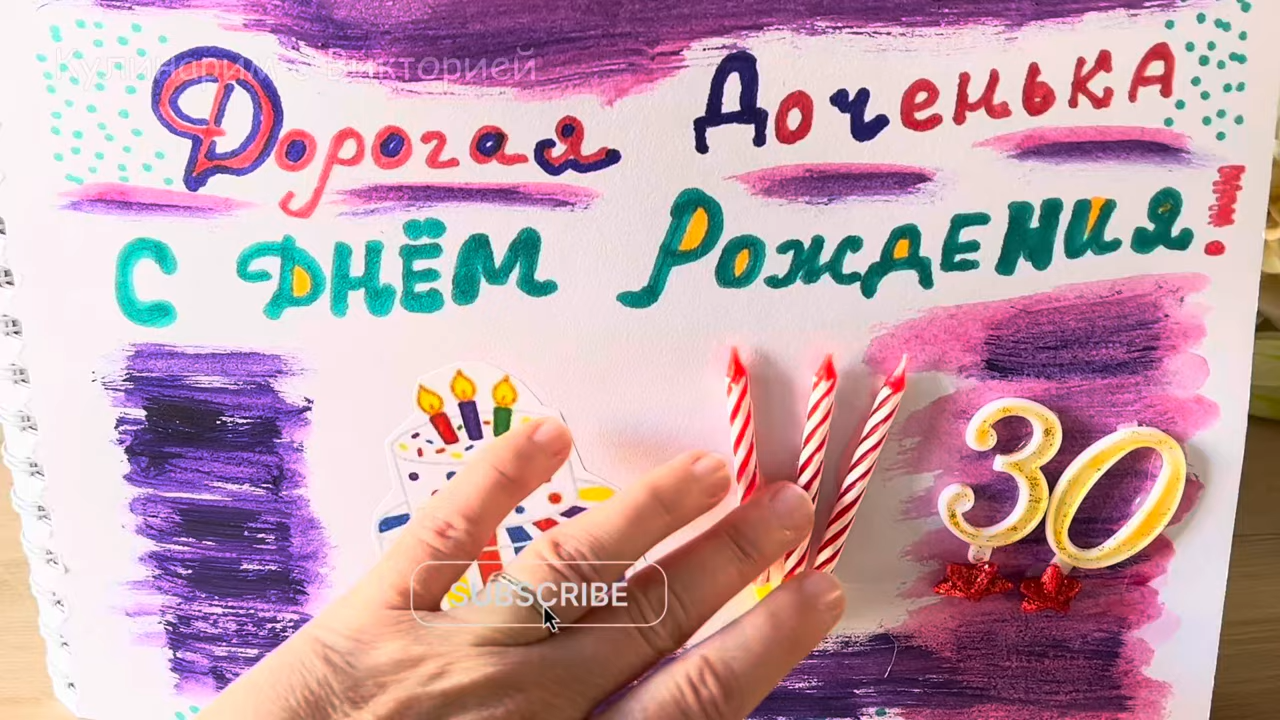 Кулинарим с Викторией
Дорогая Доченька
С ДНЁМ РОЖДЕНИЯ!
30
SUBSCRIBE